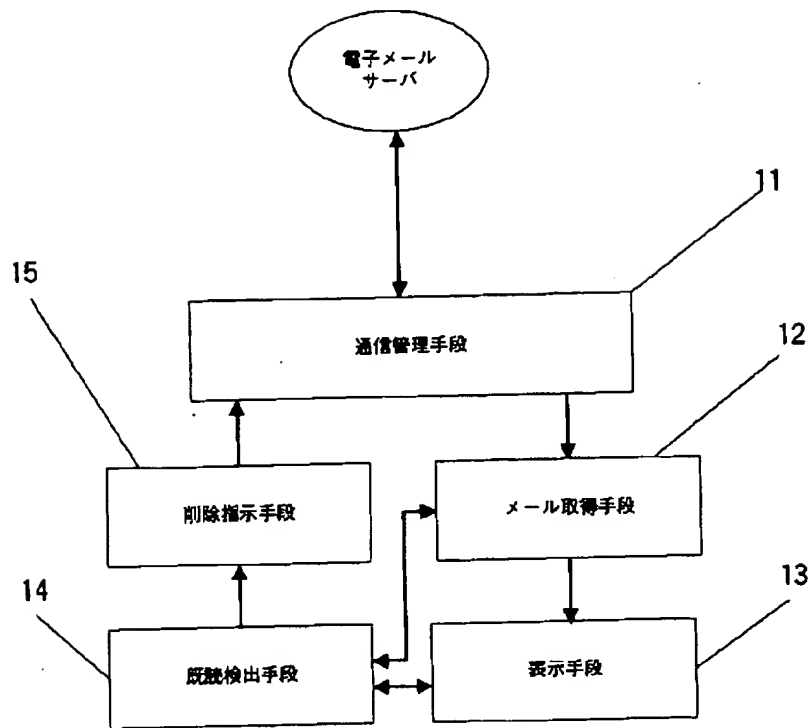 電子メール
サーバ
11
15
通信管理手段
12
削除指示手段
メール取得手段
14
13
既読検出手段
表示手段